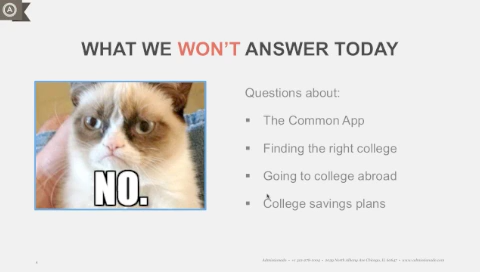 A
WHAT WE WON'T ANSWER TODAY
NO.
Questions about:
▪ The Common App
▪ Finding the right college
▪ Going to college abroad
▪ College savings plans